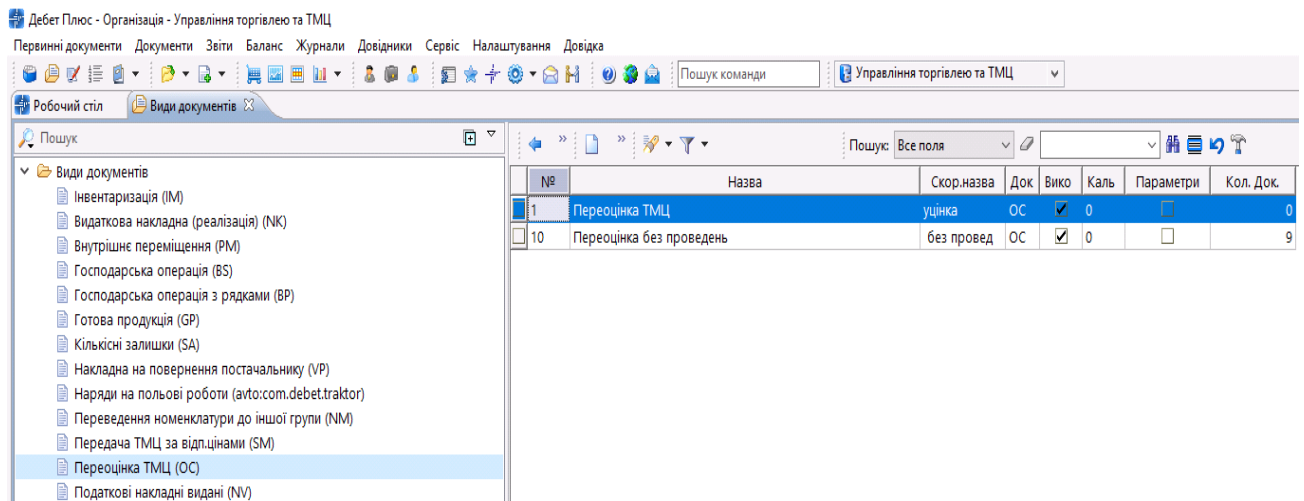 Дебет Плюс - Організація - Управління торгівлею та ТМЦ
Первинні документи Документи Звіти Баланс Журнали Довідники Сервіс Налаштування Довідка
Пошук команди Управління торгівлею та ТМЦ
Робочий стіл Види документів
Пошук
Пошук: Все поля
Види документів
Інвентаризація (IM)
Видаткова накладна (реалізація) (NK)
Внутрішнє переміщення (PM)
Господарська операція (BS)
Господарська операція з рядками (BP)
Готова продукція (GP)
Кількісні залишки (SA)
Накладна на повернення постачальнику (VP)
Наряди на польові роботи (avto:com.debet.traktor)
Переведення номенклатури до іншої групи (NM)
Передача ТМЦ за відп.цінами (SM)
Переоцінка ТМЦ (OC)
Податкові накладні видані (NV)
№ Назва Скор.назва Док Вико Каль Параметри Кол. Док.
1 Переоцінка ТМЦ уцінка OC 0 0
10 Переоцінка без проведень без провед OC 0 9